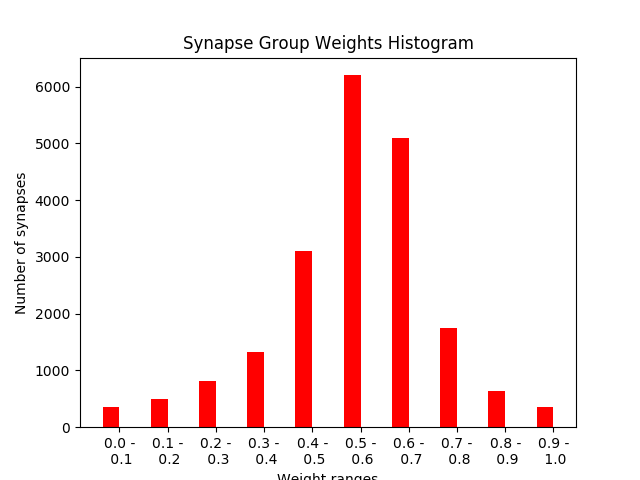 Synapse Group Weights Histogram
Number of synapses
6000
5000
4000
3000
2000
1000
0
0.0 - 0.1 - 0.2 - 0.3 - 0.4 - 0.5 - 0.6 - 0.7 - 0.8 - 0.9 -
0.1 0.2 0.3 0.4 0.5 0.6 0.7 0.8 0.9 1.0
Weight ranges